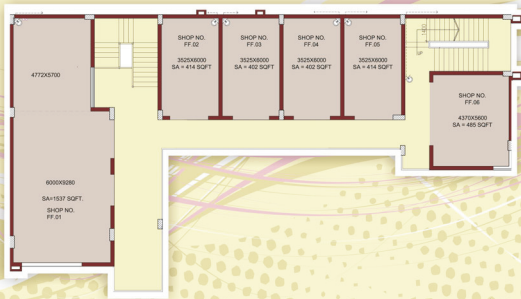 4772X5700
6000X9280
SA=1537 SQFT.
SHOP NO.
FF.01
SHOP NO.
FF.02
3525X6000
SA = 414 SQFT
SHOP NO.
FF.03
3525X6000
SA = 402 SQFT
SHOP NO.
FF.04
3525X6000
SA = 402 SQFT
SHOP NO.
FF.05
3525X6000
SA = 414 SQFT
UP
SHOP NO.
FF.06
4370X5600
SA = 485 SQFT